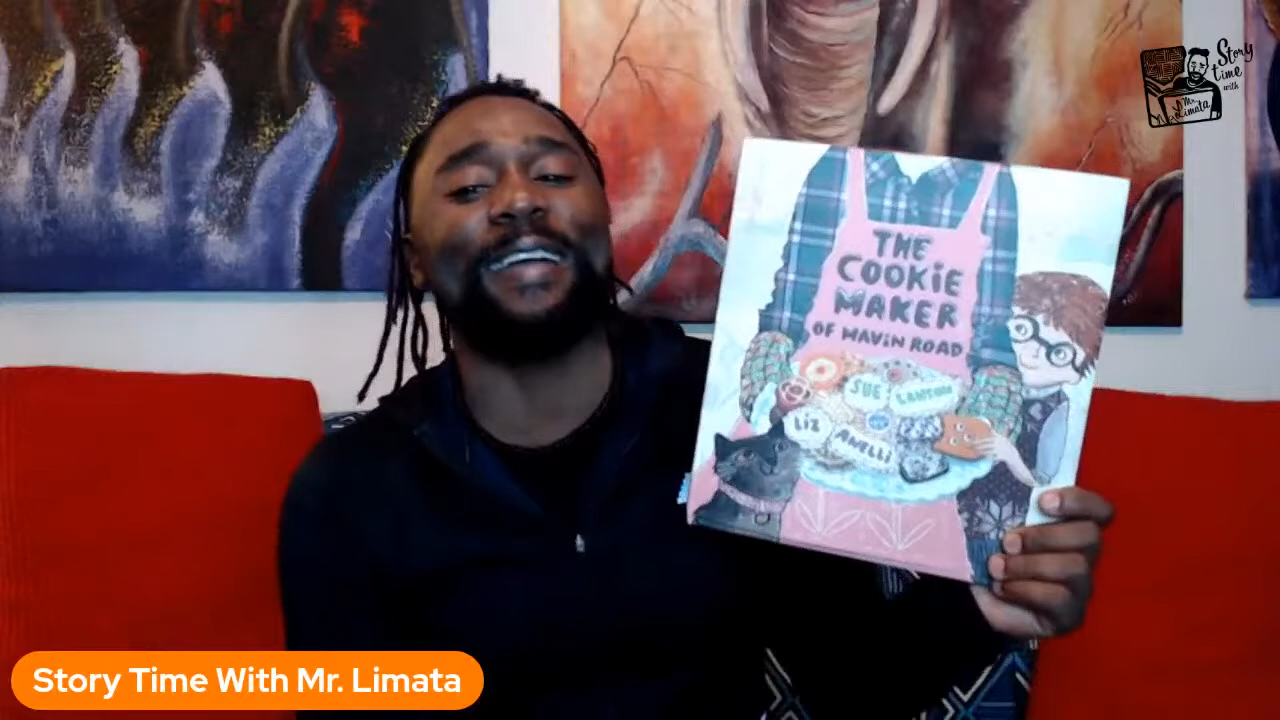 Story
time
with
Mr.
Limata
THE
COOKIE
MAKER
OF MAVIN ROAD
SUE LAWSON
LIZ ANELLI
Story Time With Mr. Limata